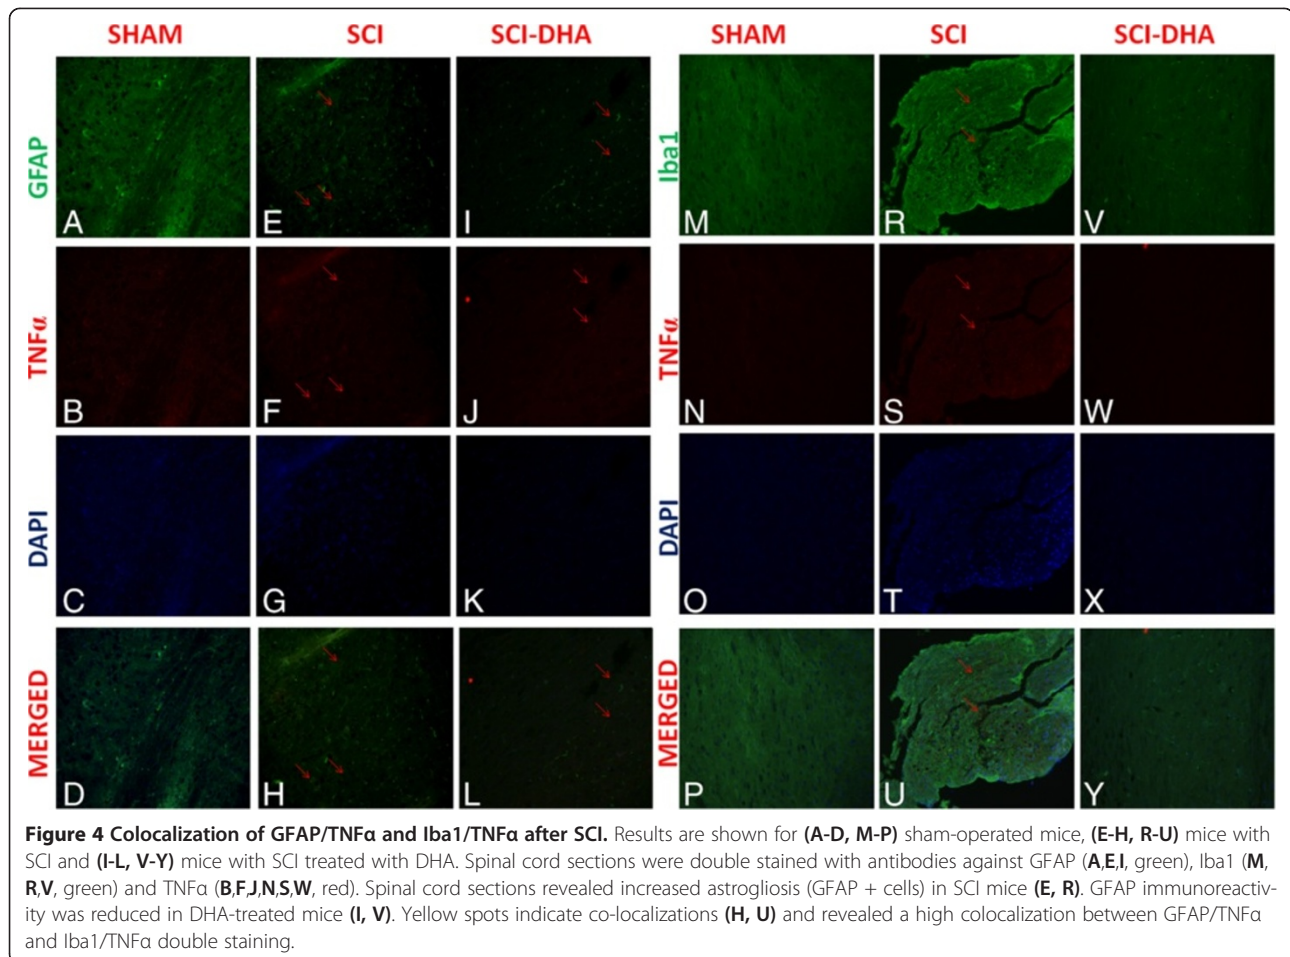 SHAM SCI SCI-DHA SHAM SCI SCI-DHA
GFAP A E I Iba1 M R V
TNFα B F J TNFα N S W
DAPI C G K DAPI O T X
MERGED D H L MERGED P U Y
Figure 4 Colocalization of GFAP/TNFα and Iba1/TNFα after SCI. Results are shown for (A-D, M-P) sham-operated mice, (E-H, R-U) mice with
SCI and (I-L, V-Y) mice with SCI treated with DHA. Spinal cord sections were double stained with antibodies against GFAP (A,E,I, green), Iba1 (M,
R,V, green) and TNFα (B,F,J,N,S,W, red). Spinal cord sections revealed increased astrogliosis (GFAP + cells) in SCI mice (E, R). GFAP immunoreactiv-
ity was reduced in DHA-treated mice (I, V). Yellow spots indicate co-localizations (H, U) and revealed a high colocalization between GFAP/TNFα
and Iba1/TNFα double staining.